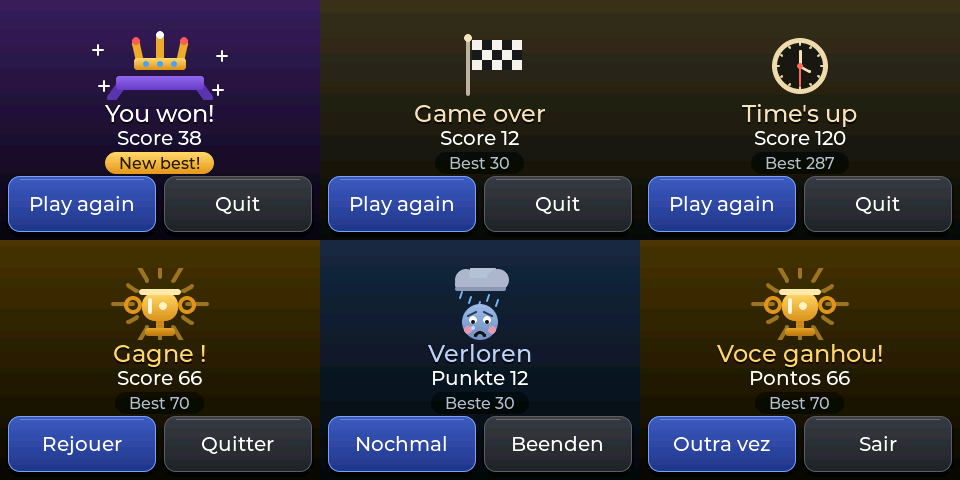 You won!
Score 38
New best!
Play again
Quit
Game over
Score 12
Best 30
Play again
Quit
Time's up
Score 120
Best 287
Play again
Quit
Gagne !
Score 66
Best 70
Rejouer
Quitter
Verloren
Punkte 12
Beste 30
Nochmal
Beenden
Voce ganhou!
Pontos 66
Best 70
Outra vez
Sair